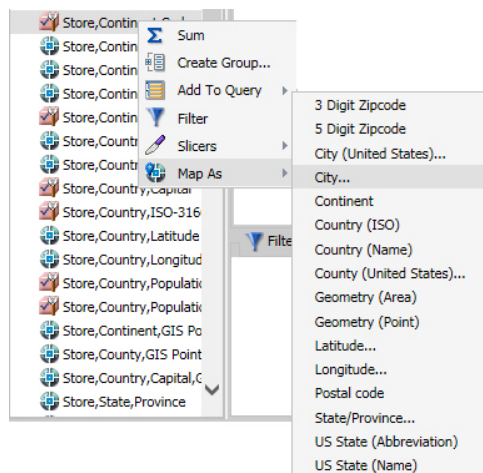 Store,Continent,Code
Store,Contin
Store,Contin
Store,Contin
Store,Contin
Store,Countr
Store,Countr
Store,Country,Capital
Store,Country,ISO-316
Store,Country,Latitude
Store,Country,Longitud
Store,Country,Populatio
Store,Country,Populatio
Store,Continent,GIS Po
Store,County,GIS Point
Store,Country,Capital,G
Store,State,Province
Sum
Create Group...
Add To Query
Filter
Slicers
Map As
Filte
3 Digit Zipcode
5 Digit Zipcode
City (United States)...
City...
Continent
Country (ISO)
Country (Name)
County (United States)...
Geometry (Area)
Geometry (Point)
Latitude...
Longitude...
Postal code
State/Province...
US State (Abbreviation)
US State (Name)